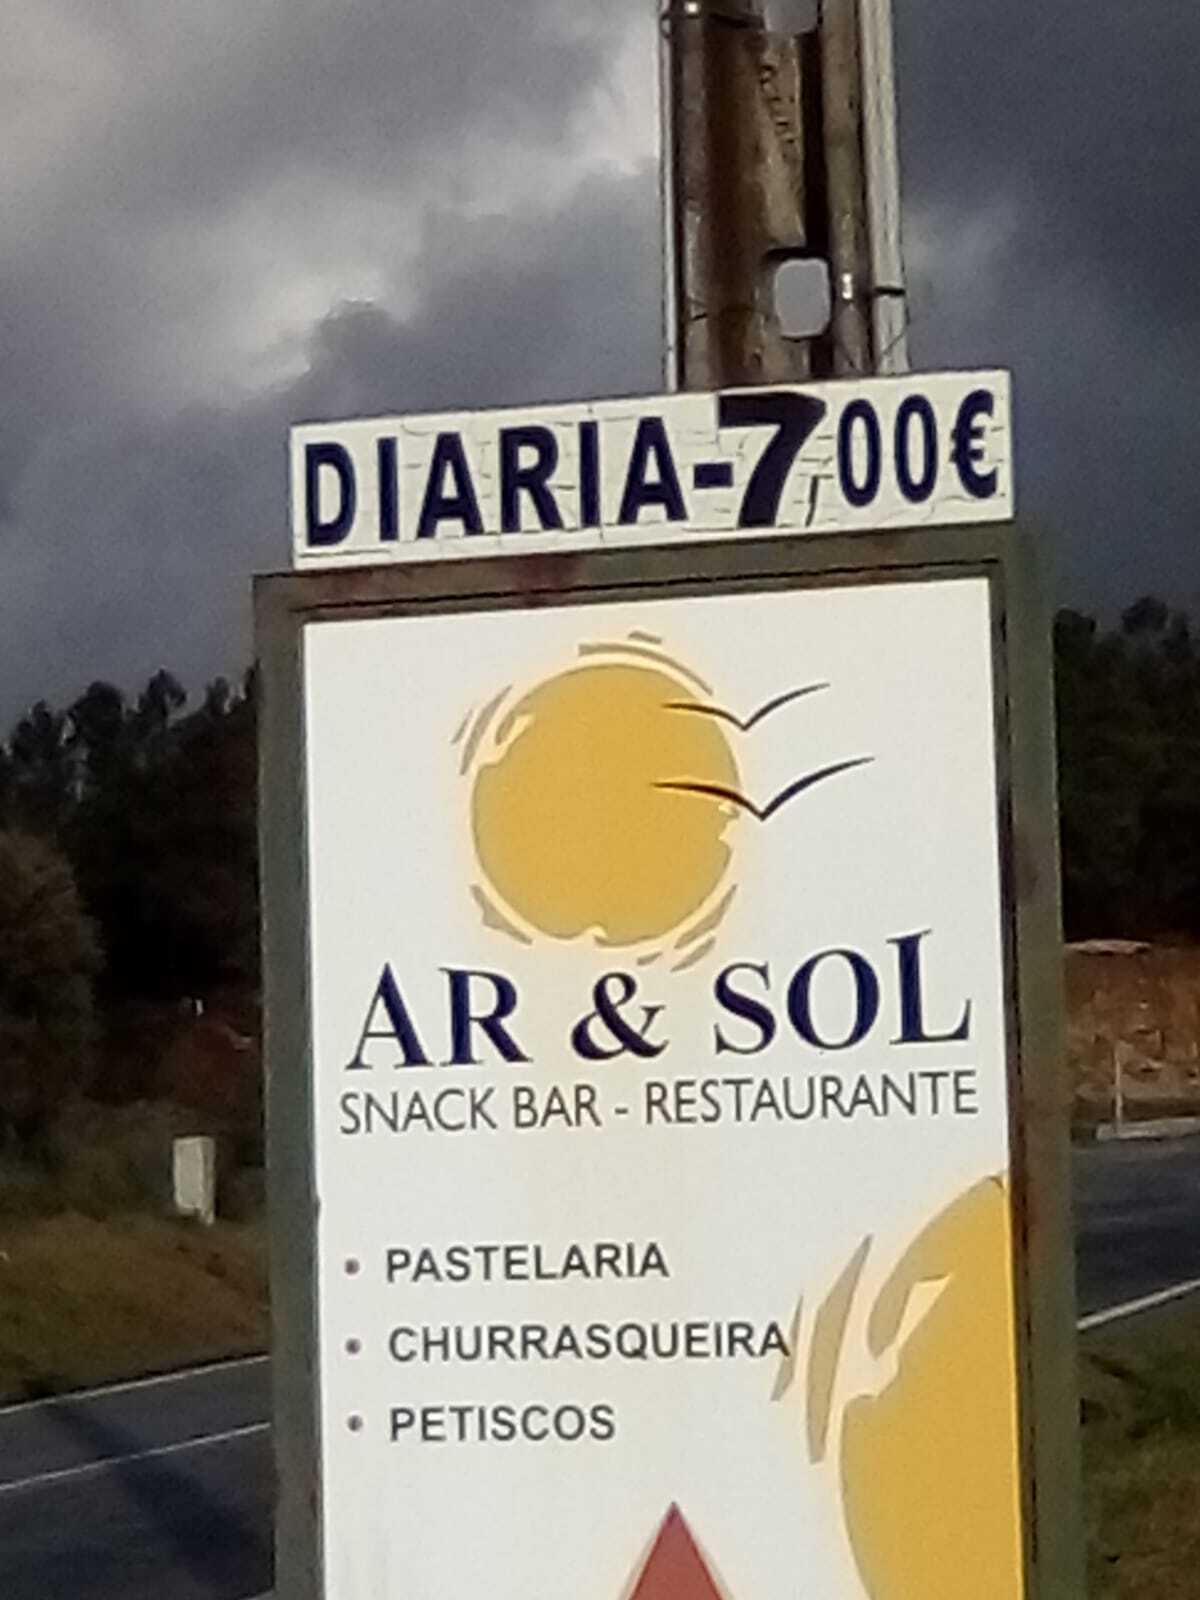 DIARIA-7,00€
AR & SOL
SNACK BAR - RESTAURANTE
• PASTELARIA
• CHURRASQUEIRA
• PETISCOS